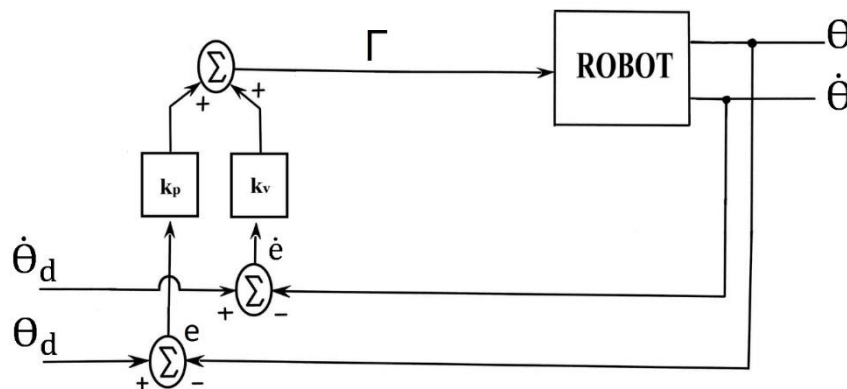 Σ Γ ROBOT θ
+ + θ̇
kp kv
θ̇d ė
Σ
+ -
θd e
Σ
+ -